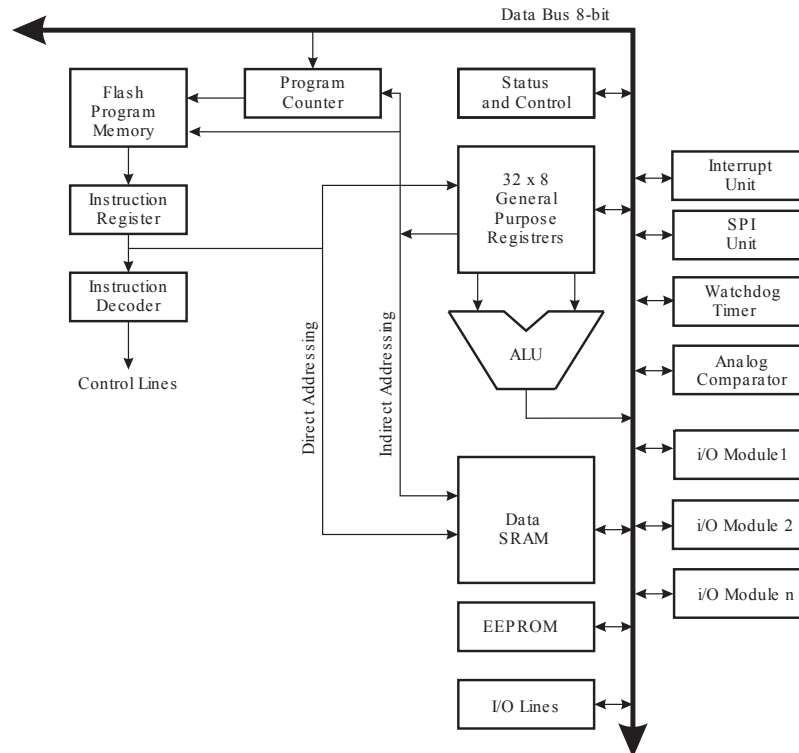 Data Bus 8-bit
Flash
Program
Memory
Program
Counter
Status
and Control
Instruction
Register
32 x 8
General
Purpose
Registrers
Interrupt
Unit
SPI
Unit
Instruction
Decoder
Watchdog
Timer
ALU
Analog
Comparator
Control Lines
Direct Addressing
Indirect Addressing
i/O Module1
Data
SRAM
i/O Module 2
i/O Module n
EEPROM
I/O Lines